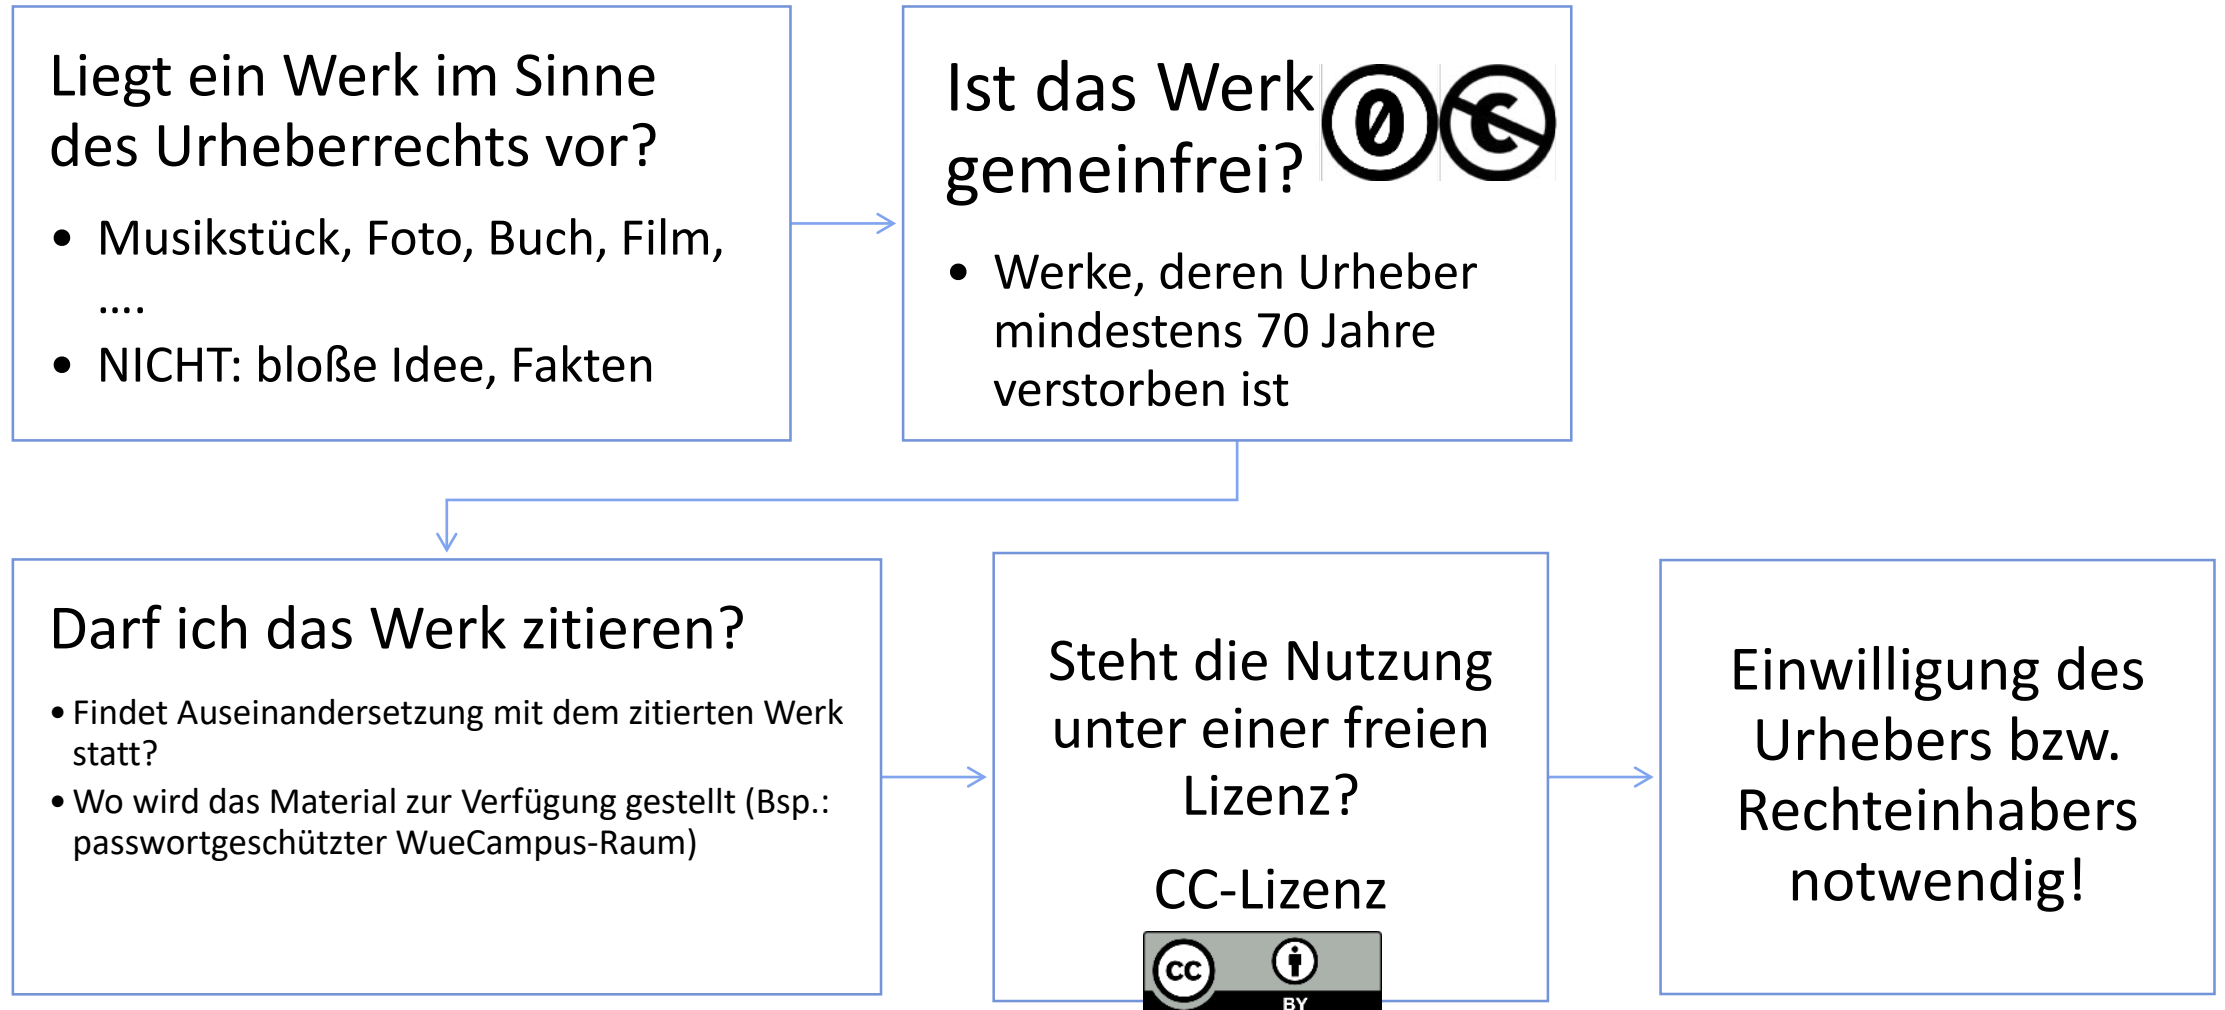 Liegt ein Werk im Sinne
des Urheberrechts vor?
• Musikstück, Foto, Buch, Film,
….
• NICHT: bloße Idee, Fakten
Ist das Werk
gemeinfrei?
0 C
• Werke, deren Urheber
mindestens 70 Jahre
verstorben ist
Darf ich das Werk zitieren?
• Findet Auseinandersetzung mit dem zitierten Werk
statt?
• Wo wird das Material zur Verfügung gestellt (Bsp.:
passwortgeschützter WueCampus-Raum)
Steht die Nutzung
unter einer freien
Lizenz?
CC-Lizenz
cc
BY
Einwilligung des
Urhebers bzw.
Rechteinhabers
notwendig!